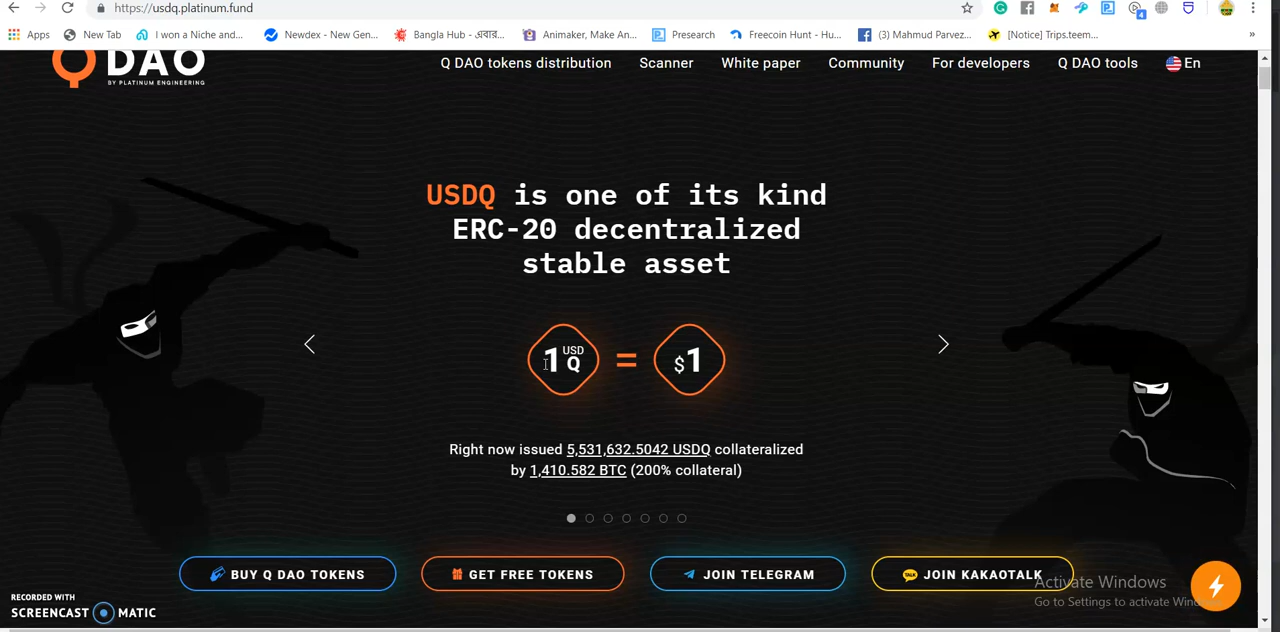 https://usdq.platinum.fund
4
Apps
New Tab
I won a Niche and...
Newdex - New Gen...
Bangla Hub - এবার...
Animaker, Make An...
Presearch
Freecoin Hunt - Hu...
(3) Mahmud Parvez...
[Notice] Trips.teem...
»
Q DAO
BY PLATINUM ENGINEERING
Q DAO tokens distribution
Scanner
White paper
Community
For developers
Q DAO tools
En
USDQ is one of its kind
ERC-20 decentralized
stable asset
1 USD Q = $1
Right now issued 5,531,632.5042 USDQ collateralized
by 1,410.582 BTC (200% collateral)
BUY Q DAO TOKENS
GET FREE TOKENS
JOIN TELEGRAM
TALK
JOIN KAKAOTALK
Activate Windows
Go to Settings to activate
RECORDED WITH
SCREENCAST MATIC